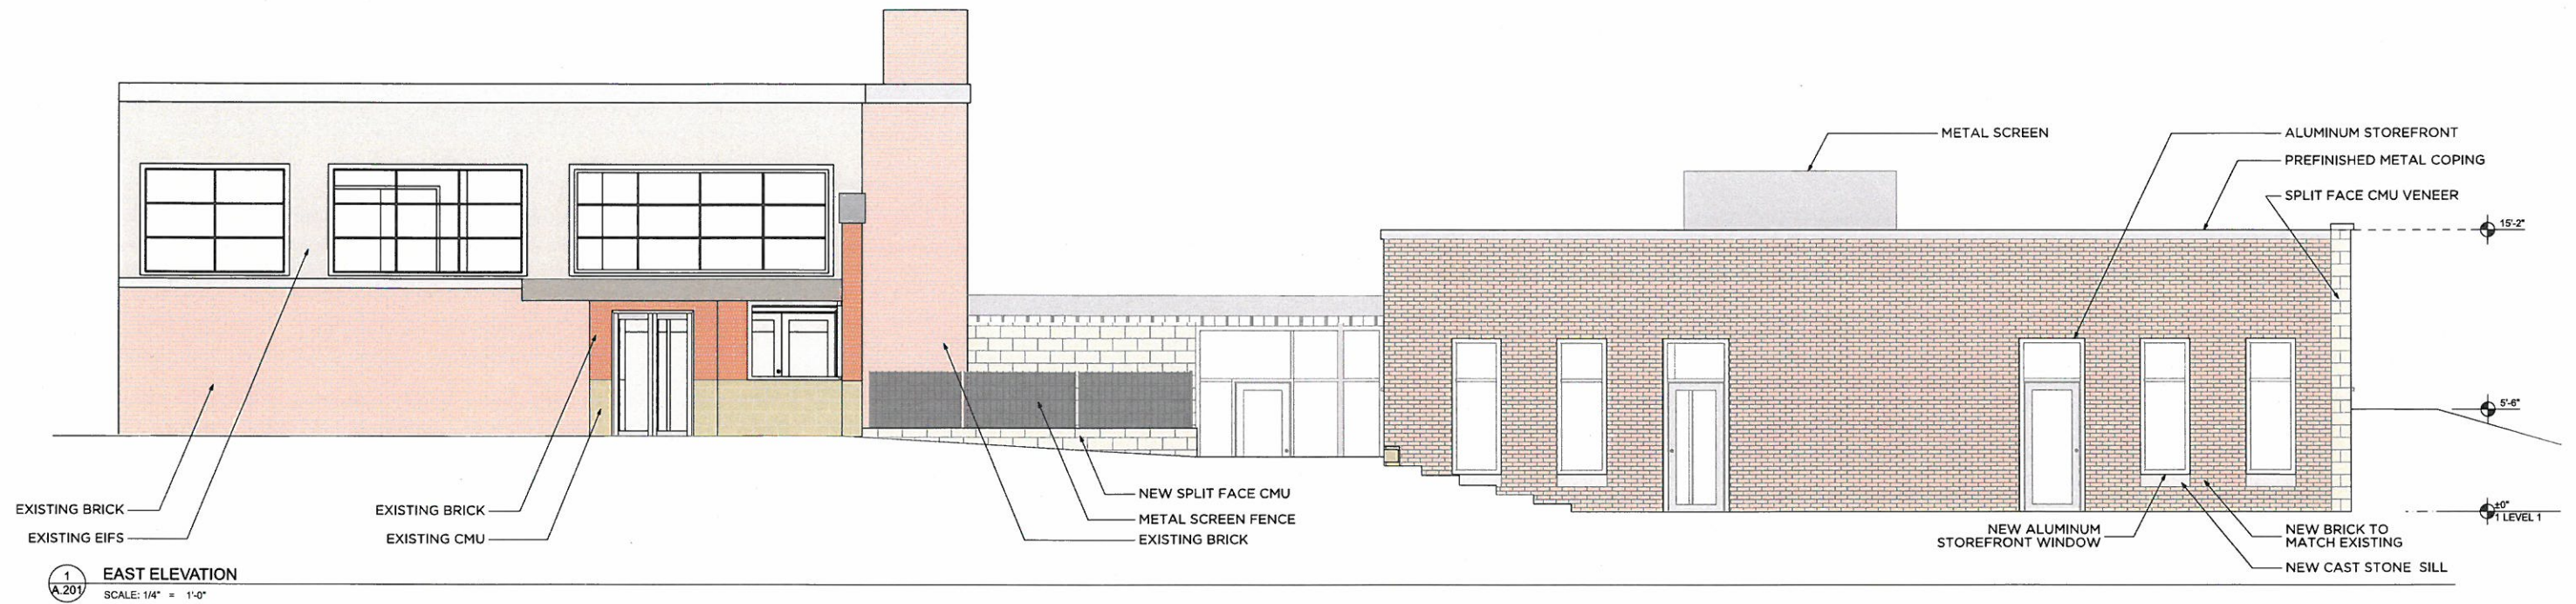 METAL SCREEN
ALUMINUM STOREFRONT
PREFINISHED METAL COPING
SPLIT FACE CMU VENEER
15'-2"
5'-6"
±0"
1 LEVEL 1
EXISTING BRICK
EXISTING EIFS
EXISTING BRICK
EXISTING CMU
NEW SPLIT FACE CMU
METAL SCREEN FENCE
EXISTING BRICK
NEW ALUMINUM
STOREFRONT WINDOW
NEW BRICK TO
MATCH EXISTING
NEW CAST STONE SILL
1
A.201
EAST ELEVATION
SCALE: 1/4" = 1'-0"